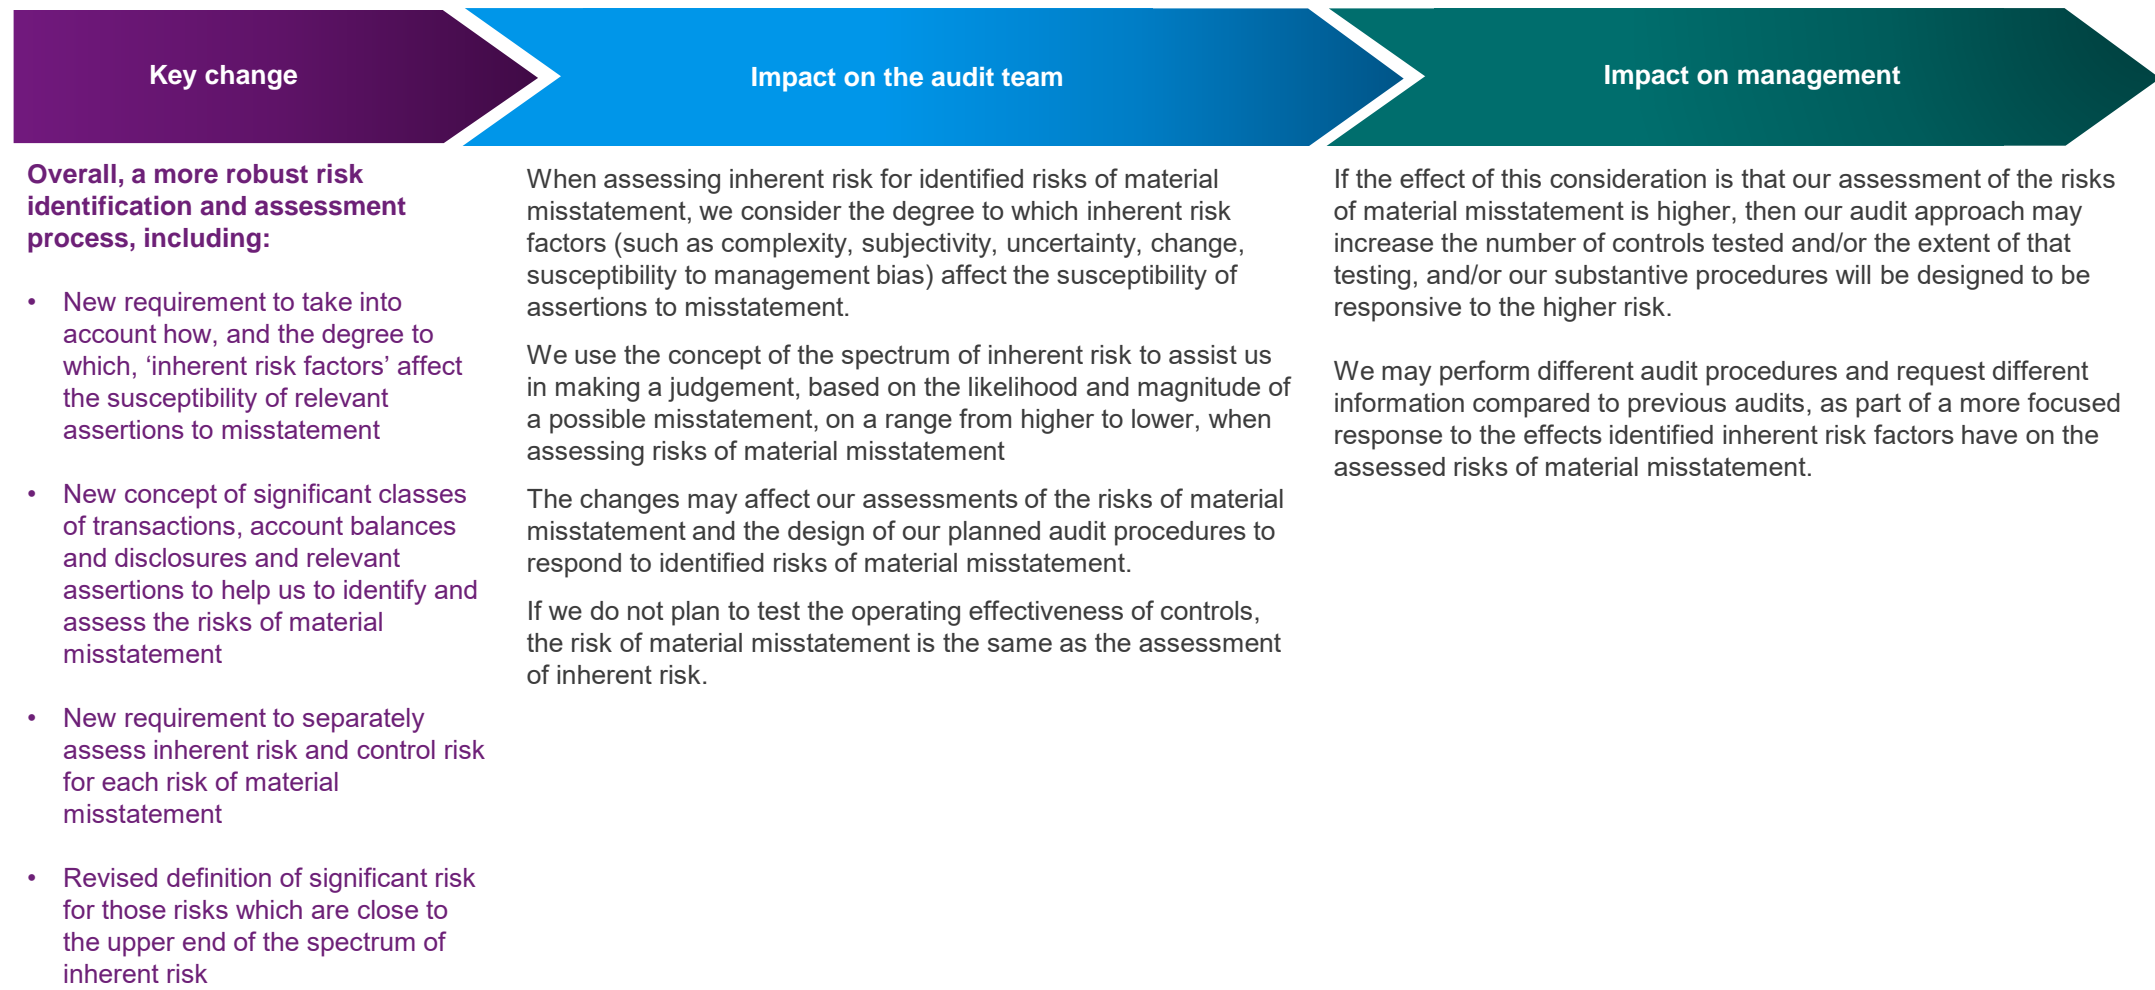 Key change
Impact on the audit team
Impact on management
Overall, a more robust risk
identification and assessment
process, including:
• New requirement to take into
account how, and the degree to
which, ‘inherent risk factors’ affect
the susceptibility of relevant
assertions to misstatement
• New concept of significant classes
of transactions, account balances
and disclosures and relevant
assertions to help us to identify and
assess the risks of material
misstatement
• New requirement to separately
assess inherent risk and control risk
for each risk of material
misstatement
• Revised definition of significant risk
for those risks which are close to
the upper end of the spectrum of
inherent risk
When assessing inherent risk for identified risks of material
misstatement, we consider the degree to which inherent risk
factors (such as complexity, subjectivity, uncertainty, change,
susceptibility to management bias) affect the susceptibility of
assertions to misstatement.
We use the concept of the spectrum of inherent risk to assist us
in making a judgement, based on the likelihood and magnitude of
a possible misstatement, on a range from higher to lower, when
assessing risks of material misstatement
The changes may affect our assessments of the risks of material
misstatement and the design of our planned audit procedures to
respond to identified risks of material misstatement.
If we do not plan to test the operating effectiveness of controls,
the risk of material misstatement is the same as the assessment
of inherent risk.
If the effect of this consideration is that our assessment of the risks
of material misstatement is higher, then our audit approach may
increase the number of controls tested and/or the extent of that
testing, and/or our substantive procedures will be designed to be
responsive to the higher risk.
We may perform different audit procedures and request different
information compared to previous audits, as part of a more focused
response to the effects identified inherent risk factors have on the
assessed risks of material misstatement.